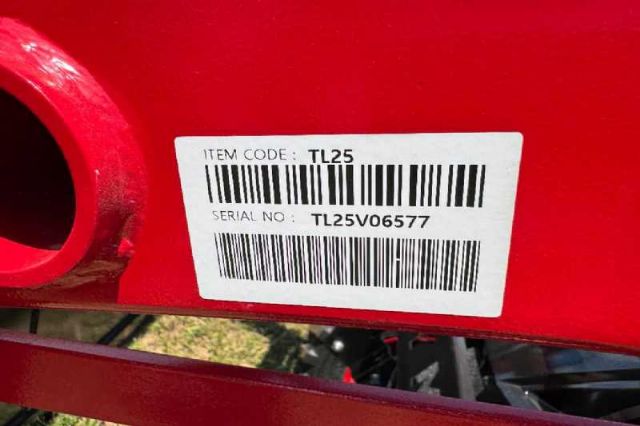 ITEM CODE : TL25
SERIAL NO : TL25V06577